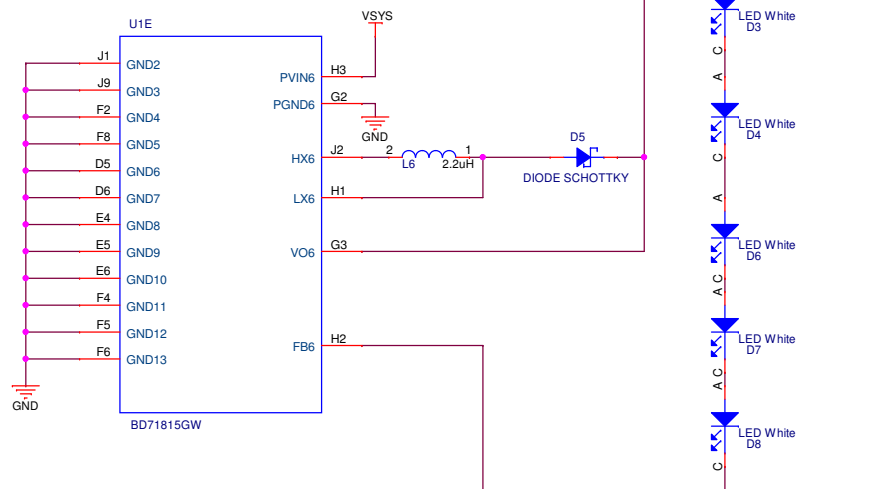 U1E
VSYS
J1 GND2
J9 GND3
F2 GND4
F8 GND5
D5 GND6
D6 GND7
E4 GND8
E5 GND9
E6 GND10
F4 GND11
F5 GND12
F6 GND13
GND
PVIN6 H3
PGND6 G2
GND
HX6 J2
2 L6 1
2.2uH
LX6 H1
VO6 G3
FB6 H2
BD71815GW
D5
DIODE SCHOTTKY
LED White
D3
C
A
LED White
D4
C
A
LED White
D6
C
A
LED White
D7
C
A
LED White
D8
C